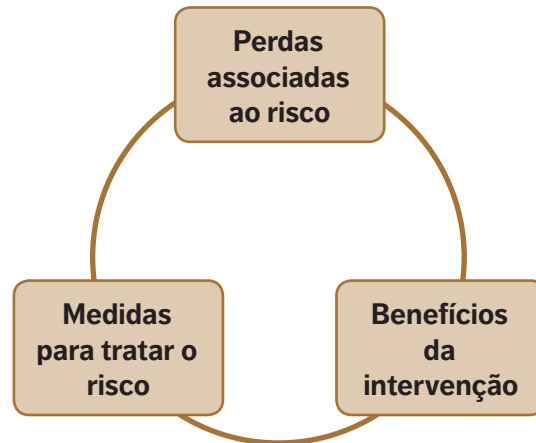 Perdas
associadas
ao risco
Medidas
para tratar o
risco
Benefícios
da
intervenção